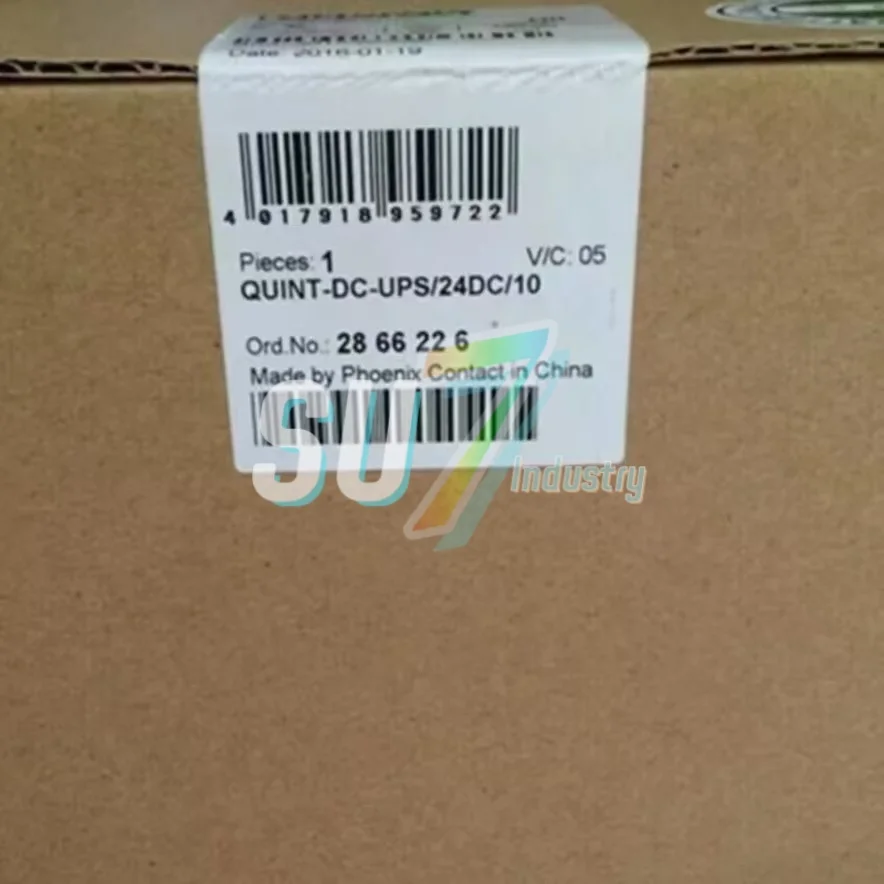 Date: 2016-01-19
4 017918 959722
Pieces: 1
V/C: 05
QUINT-DC-UPS/24DC/10
Ord.No.: 28 66 22 6
Made by Phoenix Contact in China
SU7
Industry